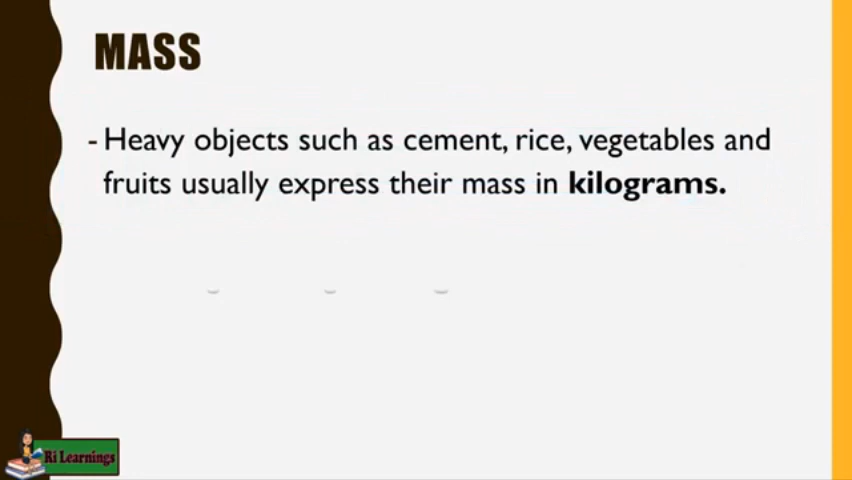 MASS
- Heavy objects such as cement, rice, vegetables and
fruits usually express their mass in kilograms.
Ri Learnings